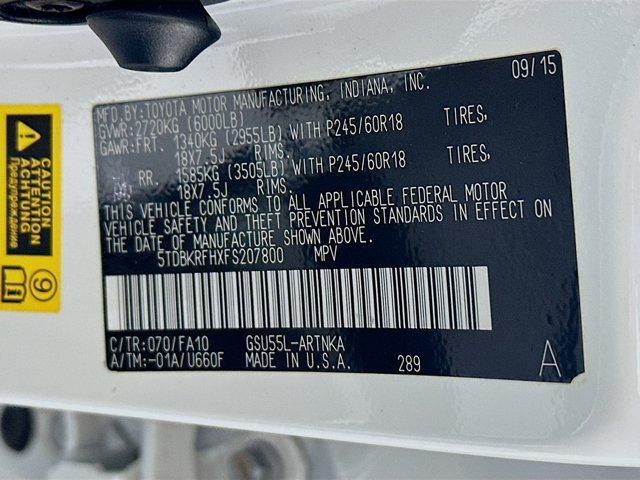 09/15
MFD.BY:TOYOTA MOTOR MANUFACTURING, INDIANA, INC.
GVWR:2720KG (6000LB)
GAWR:FRT. 1340KG (2955LB) WITH P245/60R18 TIRES,
18X7.5J RIMS.
RR. 1585KG (3505LB) WITH P245/60R18 TIRES,
18X7.5J RIMS.
THIS VEHICLE CONFORMS TO ALL APPLICABLE FEDERAL MOTOR
VEHICLE SAFETY AND THEFT PREVENTION STANDARDS IN EFFECT ON
THE DATE OF MANUFACTURE SHOWN ABOVE.
5TDBKRFHXFS207800 MPV
C/TR:070/FA10 GSU55L-ARTNKA
A/TM:-01A/U660F MADE IN U.S.A. 289 A
CAUTION
ACHTUNG